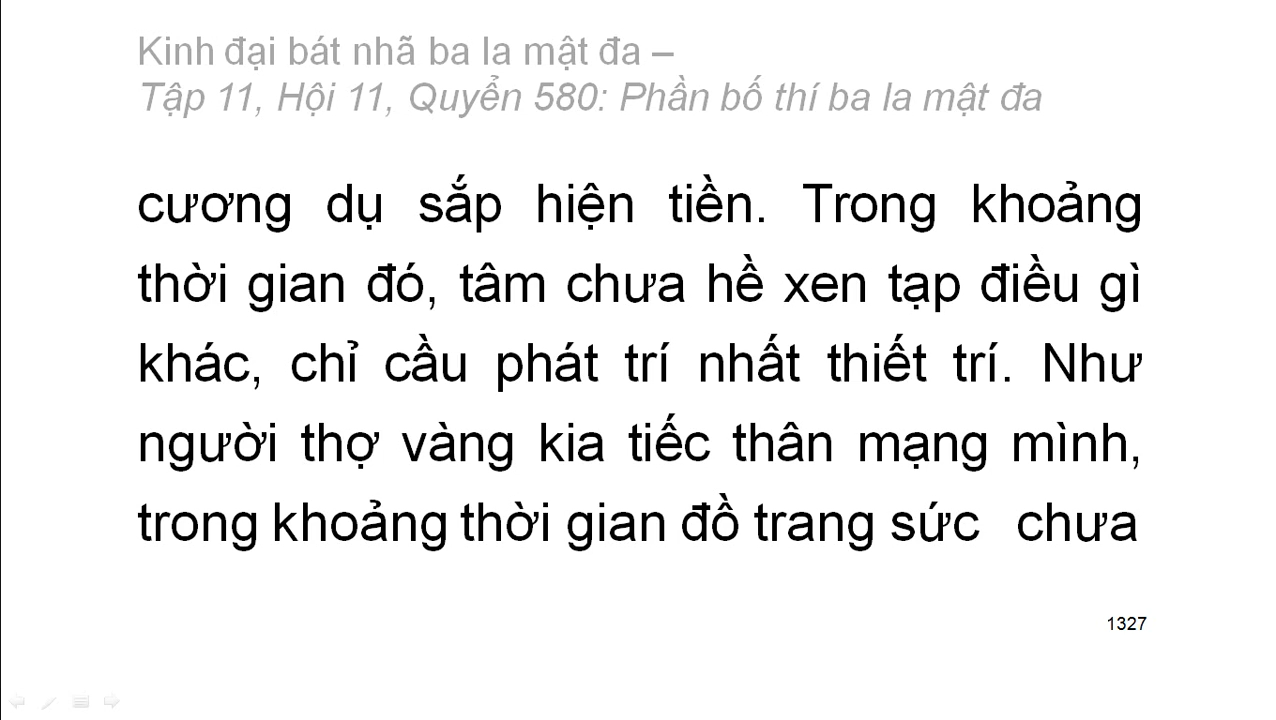 Kinh đại bát nhã ba la mật đa –
Tập 11, Hội 11, Quyển 580: Phần bố thí ba la mật đa
cương dụ sắp hiện tiền. Trong khoảng
thời gian đó, tâm chưa hề xen tạp điều gì
khác, chỉ cầu phát trí nhất thiết trí. Như
người thợ vàng kia tiếc thân mạng mình,
trong khoảng thời gian đồ trang sức chưa
1327